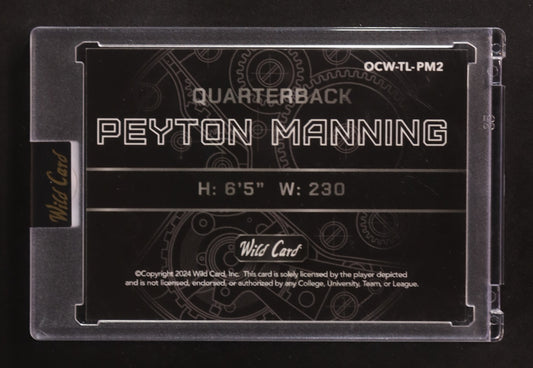 OCW-TL-PM2
QUARTERBACK
PEYTON MANNING
H: 6'5" W: 230
Wild Card
Wild Card
©Copyright 2024 Wild Card, Inc. This card is solely licensed by the player depicted
and is not licensed, endorsed, or authorized by any College, University, Team, or League.
35